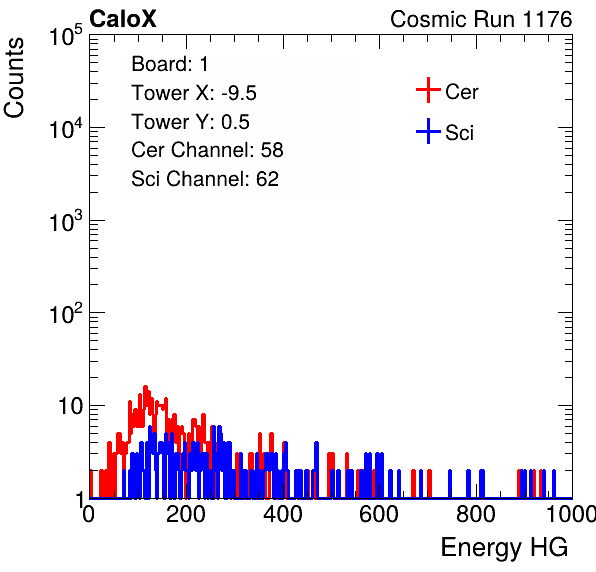 CaloX Cosmic Run 1176
Counts
10^5
10^4
10^3
10^2
10
1
Board: 1
Tower X: -9.5
Tower Y: 0.5
Cer Channel: 58
Sci Channel: 62
Cer
Sci
0 200 400 600 800 1000
Energy HG